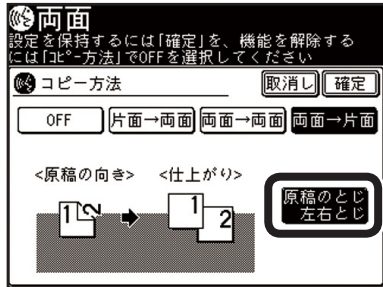 両面
設定を保持するには「確定」を、機能を解除する
には「ｺﾋﾟｰ方法」でOFFを選択してください
コピー方法
取消し 確定
OFF 片面→両面 両面→両面 両面→片面
<原稿の向き> <仕上がり>
1 2 1 2
原稿のとじ
左右とじ